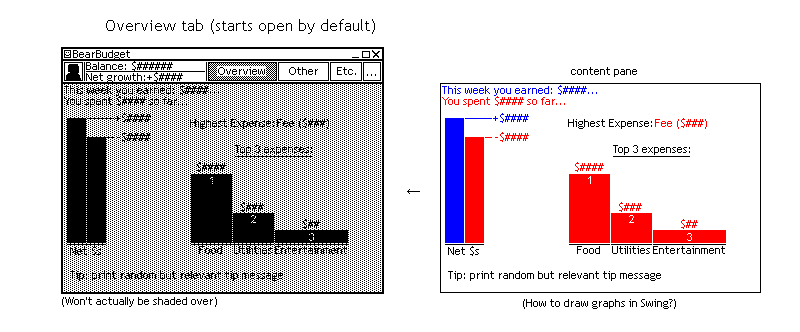 Overview tab (starts open by default)
BearBudget
Balance: $######
Net growth:+$####
Overview
Other
Etc.
...
This week you earned: $####...
You spent $#### so far...
+$####
-$####
Highest Expense:Fee ($###)
Top 3 expenses:
$####
1
$###
2
$##
3
Net $s
Food
Utilities
Entertainment
Tip: print random but relevant tip message
(Won't actually be shaded over)
←
content pane
This week you earned: $####...
You spent $#### so far...
+$####
-$####
Highest Expense:Fee ($###)
Top 3 expenses:
$####
1
$###
2
$##
3
Net $s
Food
Utilities
Entertainment
Tip: print random but relevant tip message
(How to draw graphs in Swing?)